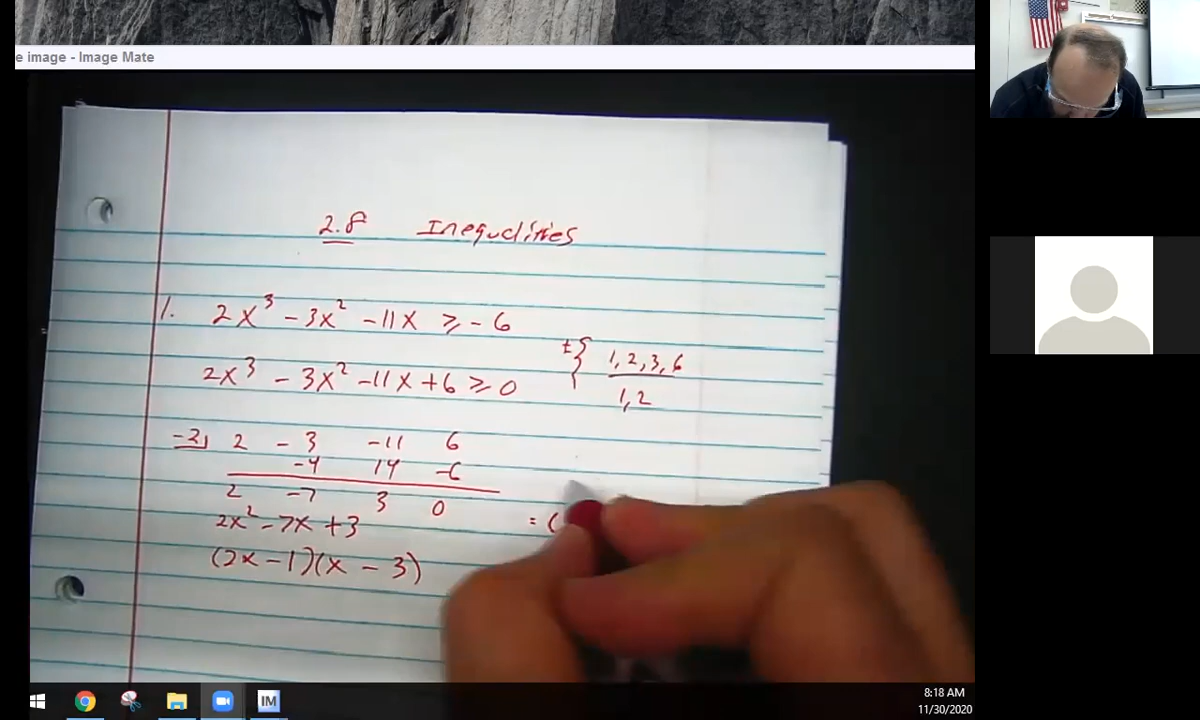 e image - Image Mate
2.8 Inequalities
1. 2x³ - 3x² - 11x ≥ - 6
2x³ - 3x² - 11x + 6 ≥ 0
± { 1, 2, 3, 6
1, 2
-2| 2 - 3 -11 6
-4 14 -6
2 -7 3 0
2x² - 7x + 3
= (
(2x - 1)(x - 3)
IM
8:18 AM
11/30/2020